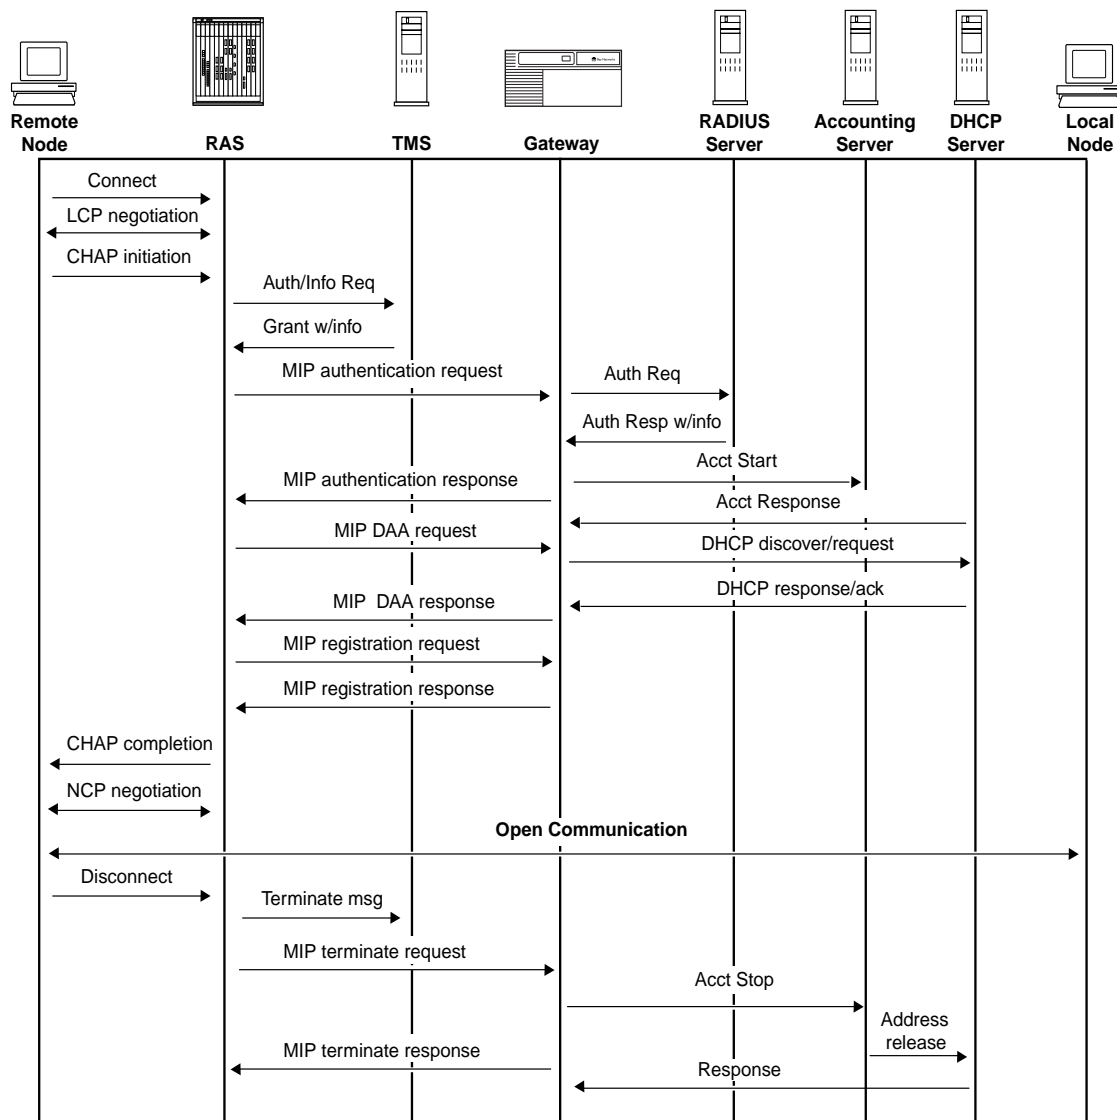 Remote
Node
RAS
TMS
Gateway
RADIUS
Server
Accounting
Server
DHCP
Server
Local
Node
Connect
LCP negotiation
CHAP initiation
Auth/Info Req
Grant w/info
MIP authentication request
Auth Req
Auth Resp w/info
Acct Start
MIP authentication response
Acct Response
MIP DAA request
DHCP discover/request
DHCP response/ack
MIP DAA response
MIP registration request
MIP registration response
CHAP completion
NCP negotiation
Open Communication
Disconnect
Terminate msg
MIP terminate request
Acct Stop
Address
release
MIP terminate response
Response